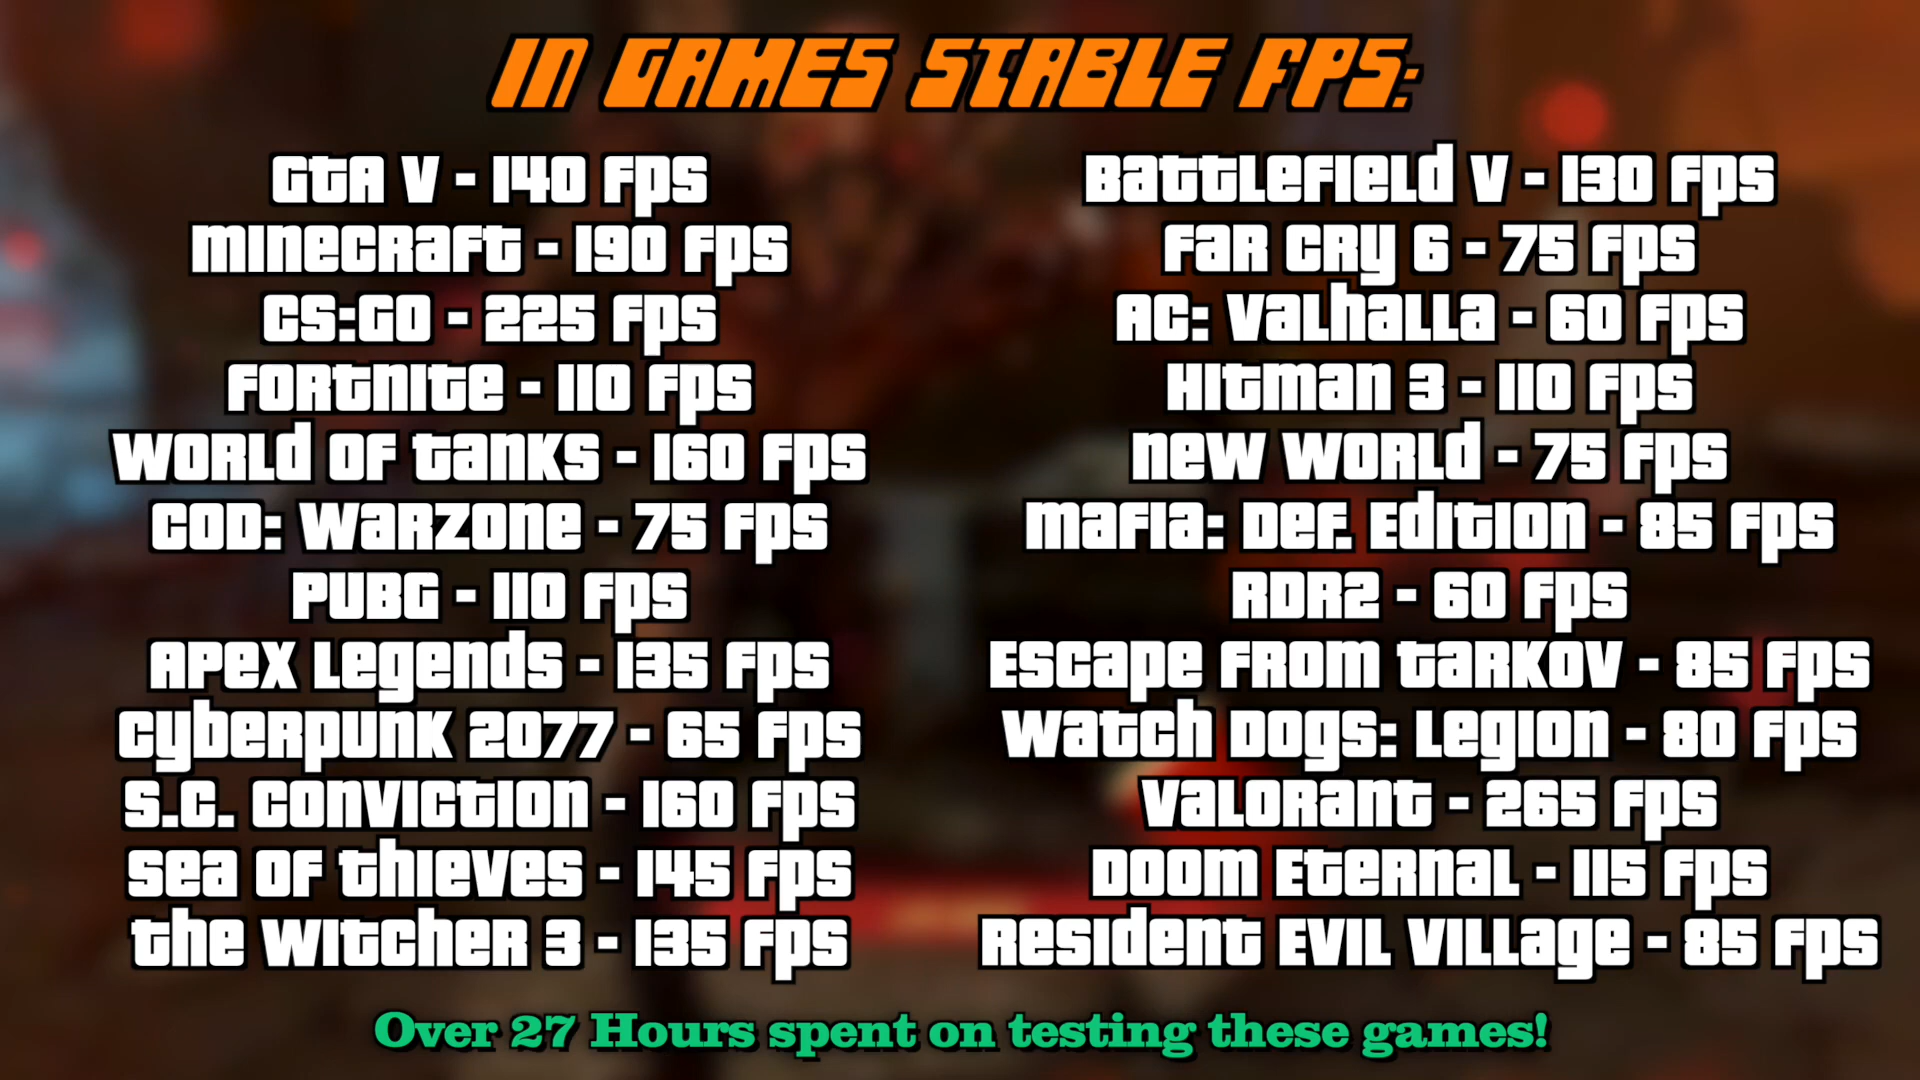 IN GAMES STABLE FPS:
GTA V - 140 FPS
Minecraft - 190 FPS
CS:GO - 225 FPS
Fortnite - 110 FPS
World of Tanks - 160 FPS
COD: Warzone - 75 FPS
PUBG - 110 FPS
Apex Legends - 135 FPS
Cyberpunk 2077 - 65 FPS
S.C. Conviction - 160 FPS
Sea of Thieves - 145 FPS
The Witcher 3 - 135 FPS
Battlefield V - 130 FPS
Far Cry 6 - 75 FPS
AC: Valhalla - 60 FPS
Hitman 3 - 110 FPS
New World - 75 FPS
Mafia: Def. Edition - 85 FPS
RDR2 - 60 FPS
Escape from Tarkov - 85 FPS
Watch Dogs: Legion - 80 FPS
Valorant - 265 FPS
DOOM Eternal - 115 FPS
Resident Evil Village - 85 FPS
Over 27 Hours spent on testing these games!